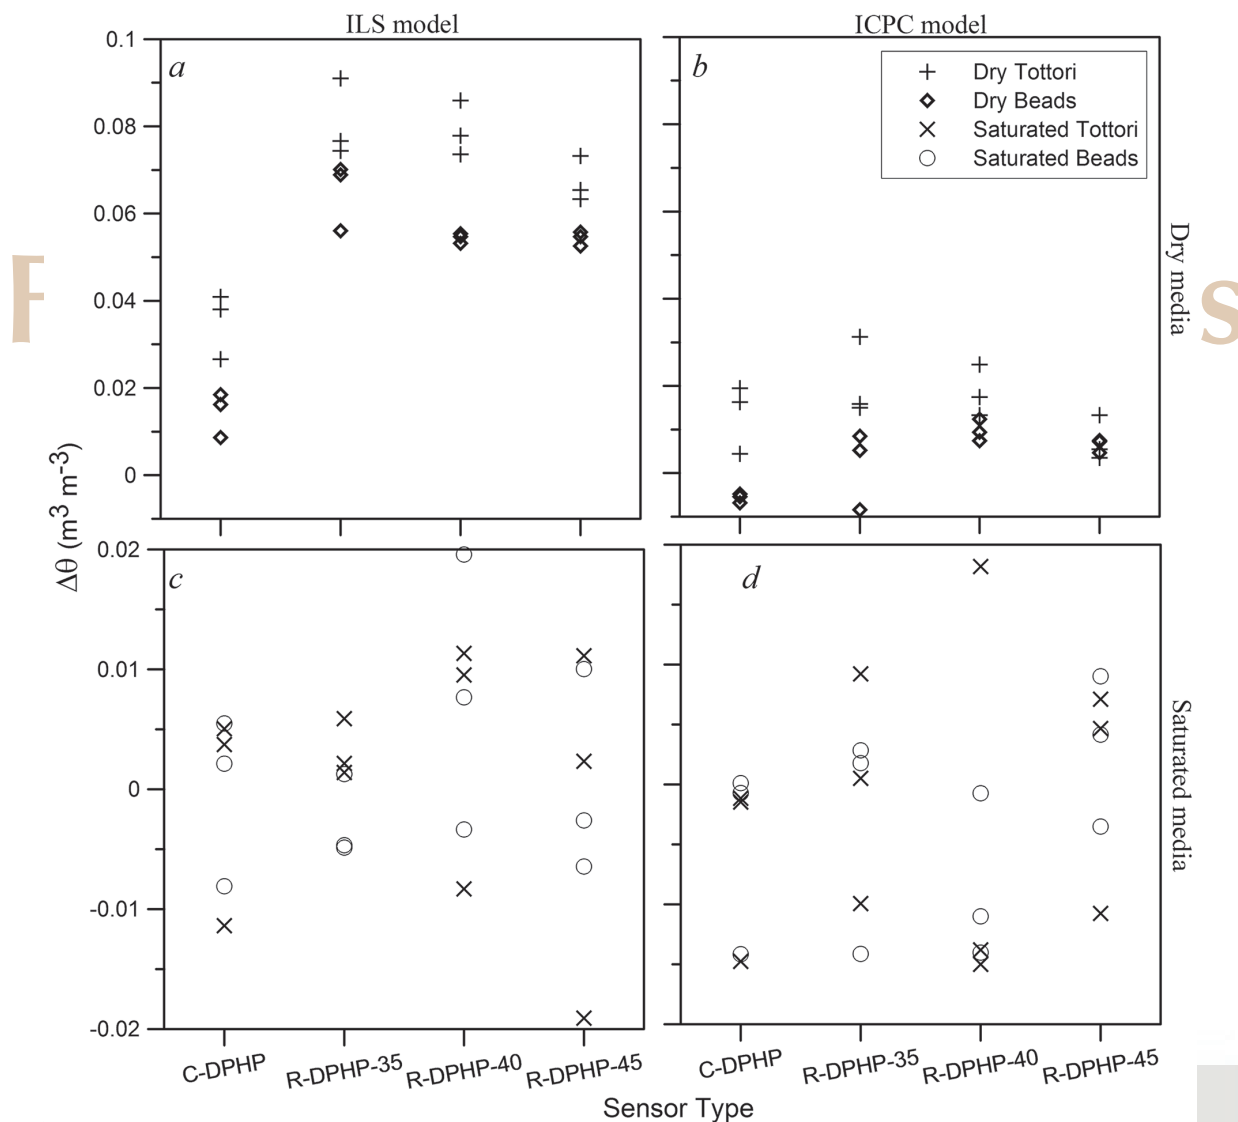 ILS model
ICPC model
a
b
Dry Tottori
Dry Beads
Saturated Tottori
Saturated Beads
0.1
0.08
0.06
0.04
0.02
0
Dry media
F
s
Δθ (m³ m⁻³)
c
d
0.02
0.01
0
-0.01
-0.02
Saturated media
C-DPHP
R-DPHP-35
R-DPHP-40
R-DPHP-45
C-DPHP
R-DPHP-35
R-DPHP-40
R-DPHP-45
Sensor Type